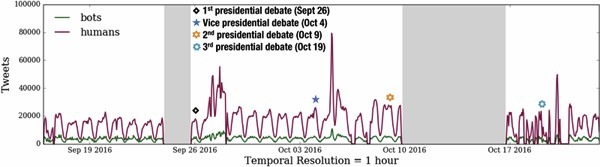 100000
80000
60000
40000
20000
0
Tweets
bots
humans
1st presidential debate (Sept 26)
Vice presidential debate (Oct 4)
2nd presidential debate (Oct 9)
3rd presidential debate (Oct 19)
Sep 19 2016
Sep 26 2016
Oct 03 2016
Oct 10 2016
Oct 17 2016
Temporal Resolution = 1 hour